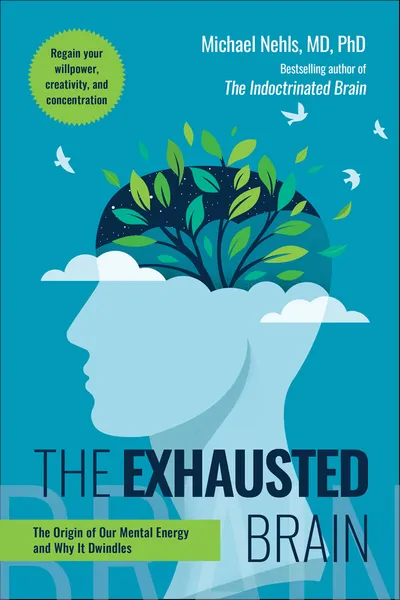 Regain your
willpower,
creativity, and
concentration
Michael Nehls, MD, PhD
Bestselling author of
The Indoctrinated Brain
THE EXHAUSTED
BRAIN
The Origin of Our Mental Energy
and Why It Dwindles
BRAIN